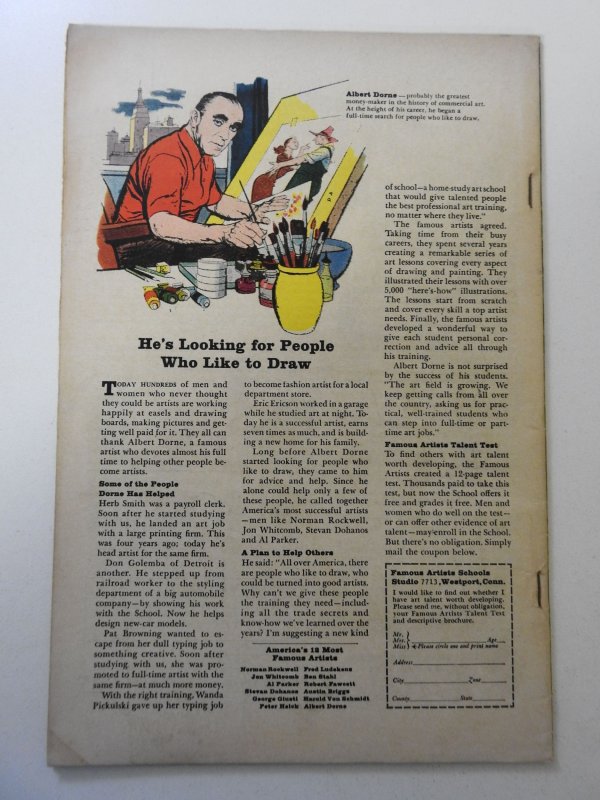 Albert Dorne — probably the greatest
money-maker in the history of commercial art.
At the height of his career, he began a
full-time search for people who like to draw.
He's Looking for People
Who Like to Draw
TODAY HUNDREDS of men and
women who never thought
they could be artists are working
happily at easels and drawing
boards, making pictures and get-
ting well paid for it. They all can
thank Albert Dorne, a famous
artist who devotes almost his full
time to helping other people be-
come artists.
Some of the People
Dorne Has Helped
Herb Smith was a payroll clerk.
Soon after he started studying
with us, he landed an art job
with a large printing firm. This
was four years ago; today he's
head artist for the same firm.
Don Golemba of Detroit is
another. He stepped up from
railroad worker to the styling
department of a big automobile
company—by showing his work
with the School. Now he helps
design new-car models.
Pat Browning wanted to es-
cape from her dull typing job to
something creative. Soon after
studying with us, she was pro-
moted to full-time artist with the
same firm—at much more money.
With the right training, Wanda
Pickulski gave up her typing job
to become fashion artist for a local
department store.
Eric Ericson worked in a garage
while he studied art at night. To-
day he is a successful artist, earns
seven times as much, and is build-
ing a new home for his family.
Long before Albert Dorne
started looking for people who
like to draw, they came to him
for advice and help. Since he
alone could help only a few of
these people, he called together
America's most successful artists
—men like Norman Rockwell,
Jon Whitcomb, Stevan Dohanos
and Al Parker.
A Plan to Help Others
He said: "All over America, there
are people who like to draw, who
could be turned into good artists.
Why can't we give these people
the training they need—includ-
ing all the trade secrets and
know-how we've learned over the
years? I'm suggesting a new kind
America's 12 Most
Famous Artists
Norman Rockwell Fred Ludekens
Jon Whitcomb Ben Stahl
Al Parker Robert Fawcett
Stevan Dohanos Austin Briggs
George Giusti Harold Von Schmidt
Peter Helck Albert Dorne
of school—a home-study art school
that would give talented people
the best professional art training,
no matter where they live."
The famous artists agreed.
Taking time from their busy
careers, they spent several years
creating a remarkable series of
art lessons covering every aspect
of drawing and painting. They
illustrated their lessons with over
5,000 "here's-how" illustrations.
The lessons start from scratch
and cover every skill a top artist
needs. Finally, the famous artists
developed a wonderful way to
give each student personal cor-
rection and advice all through
his training.
Albert Dorne is not surprised
by the success of his students.
"The art field is growing. We
keep getting calls from all over
the country, asking us for prac-
tical, well-trained students who
can step into full-time or part-
time art jobs."
Famous Artists Talent Test
To find others with art talent
worth developing, the Famous
Artists created a 12-page talent
test. Thousands paid to take this
test, but now the School offers it
free and grades it free. Men and
women who do well on the test—
or can offer other evidence of art
talent—may enroll in the School.
But there's no obligation. Simply
mail the coupon below.
Famous Artists Schools
Studio 7713, Westport, Conn.
I would like to find out whether I
have art talent worth developing.
Please send me, without obligation,
your Famous Artists Talent Test
and descriptive brochure.
Mr.
Mrs. Age
Miss Please circle one and print name
Address
City Zone
County State